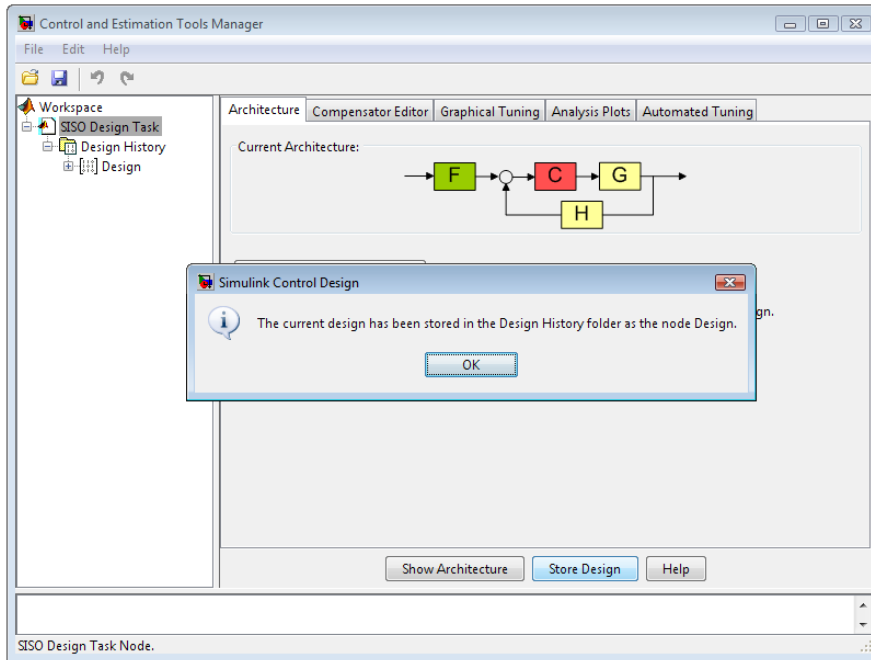 Control and Estimation Tools Manager
File Edit Help
Workspace
SISO Design Task
Design History
Design
Architecture Compensator Editor Graphical Tuning Analysis Plots Automated Tuning
Current Architecture:
F C G
H
Simulink Control Design
The current design has been stored in the Design History folder as the node Design.
gn.
OK
Show Architecture Store Design Help
SISO Design Task Node.